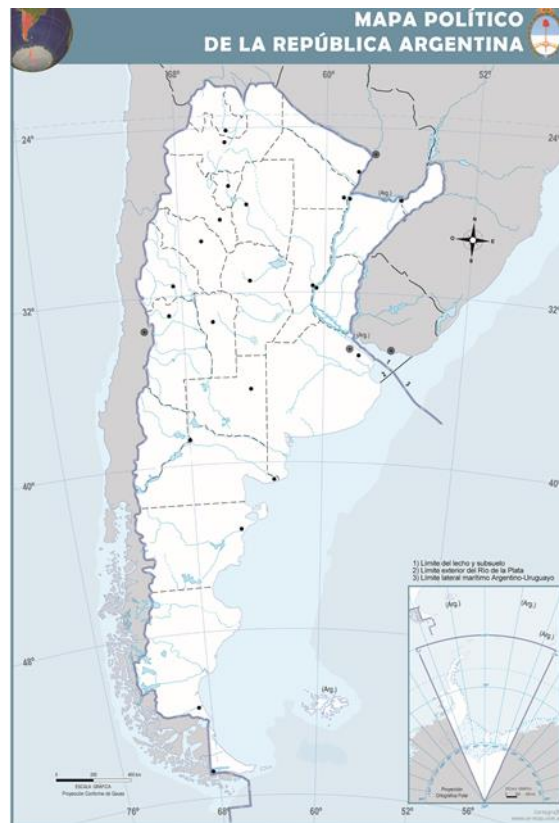 MAPA POLÍTICO
DE LA REPÚBLICA ARGENTINA
68°
60°
52°
24°
24°
(Arg.)
N
O
E
S
32°
32°
(Arg.)
1
2
3
40°
40°
1) Límite del lecho y subsuelo
2) Límite exterior del Río de la Plata
3) Límite lateral marítimo Argentino-Uruguayo
(Arg.)
(Arg.)
(Arg.)
48°
(Arg.)
ESCALA GRÁFICA
Proyección Conforme de Gauss
Proyección
76°
68°
60°
52°
56°